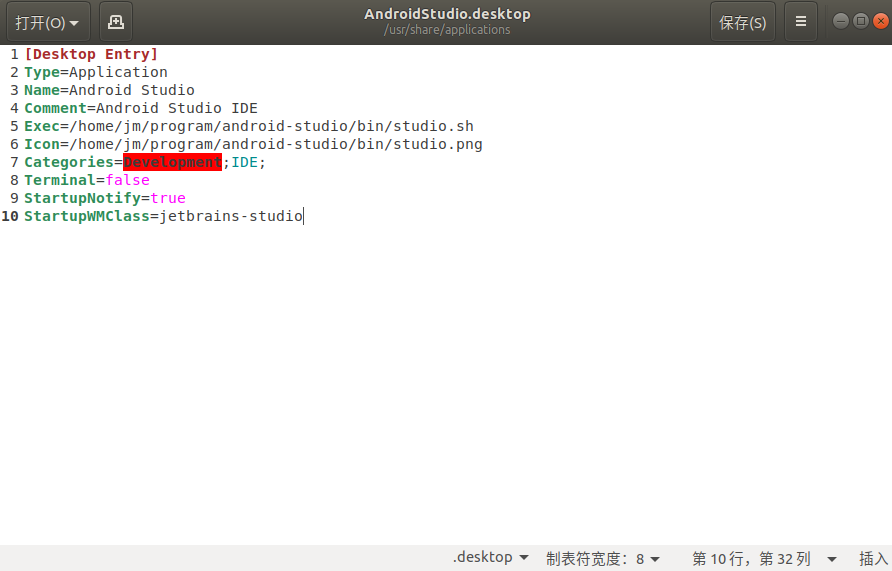 打开(O)
AndroidStudio.desktop
/usr/share/applications
保存(S)
1 [Desktop Entry]
2 Type=Application
3 Name=Android Studio
4 Comment=Android Studio IDE
5 Exec=/home/jm/program/android-studio/bin/studio.sh
6 Icon=/home/jm/program/android-studio/bin/studio.png
7 Categories=Development;IDE;
8 Terminal=false
9 StartupNotify=true
10 StartupWMClass=jetbrains-studio
.desktop 制表符宽度：8 第 10 行，第 32 列 插入